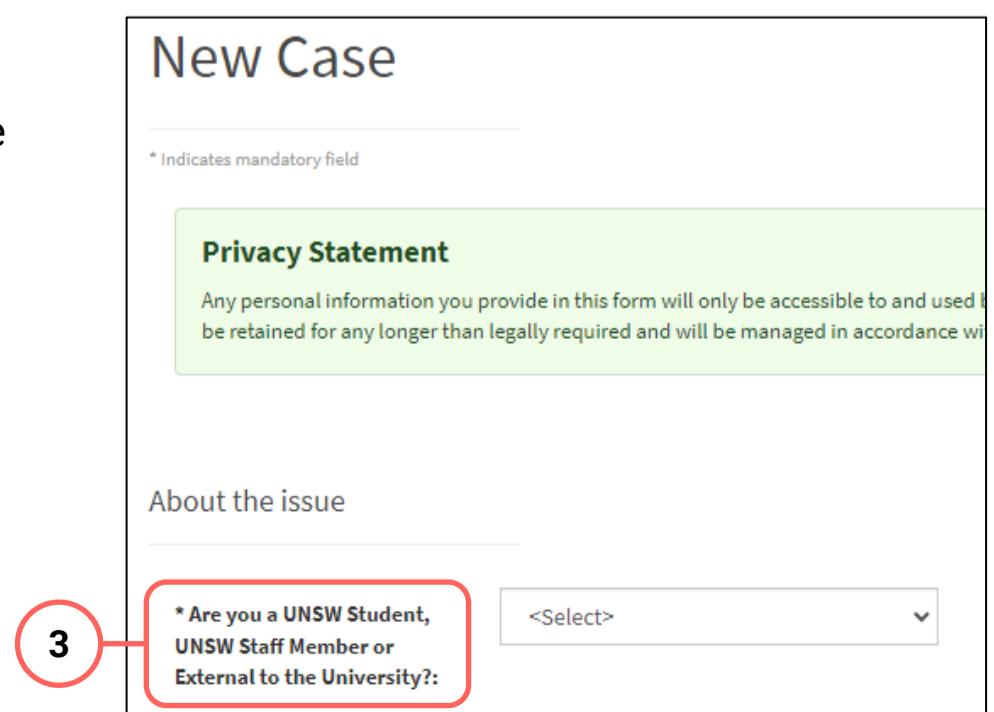 New Case
e
* Indicates mandatory field
Privacy Statement
Any personal information you provide in this form will only be accessible to and used
be retained for any longer than legally required and will be managed in accordance
About the issue
* Are you a UNSW Student,
<Select>
UNSW Staff Member or
3
External to the University?: